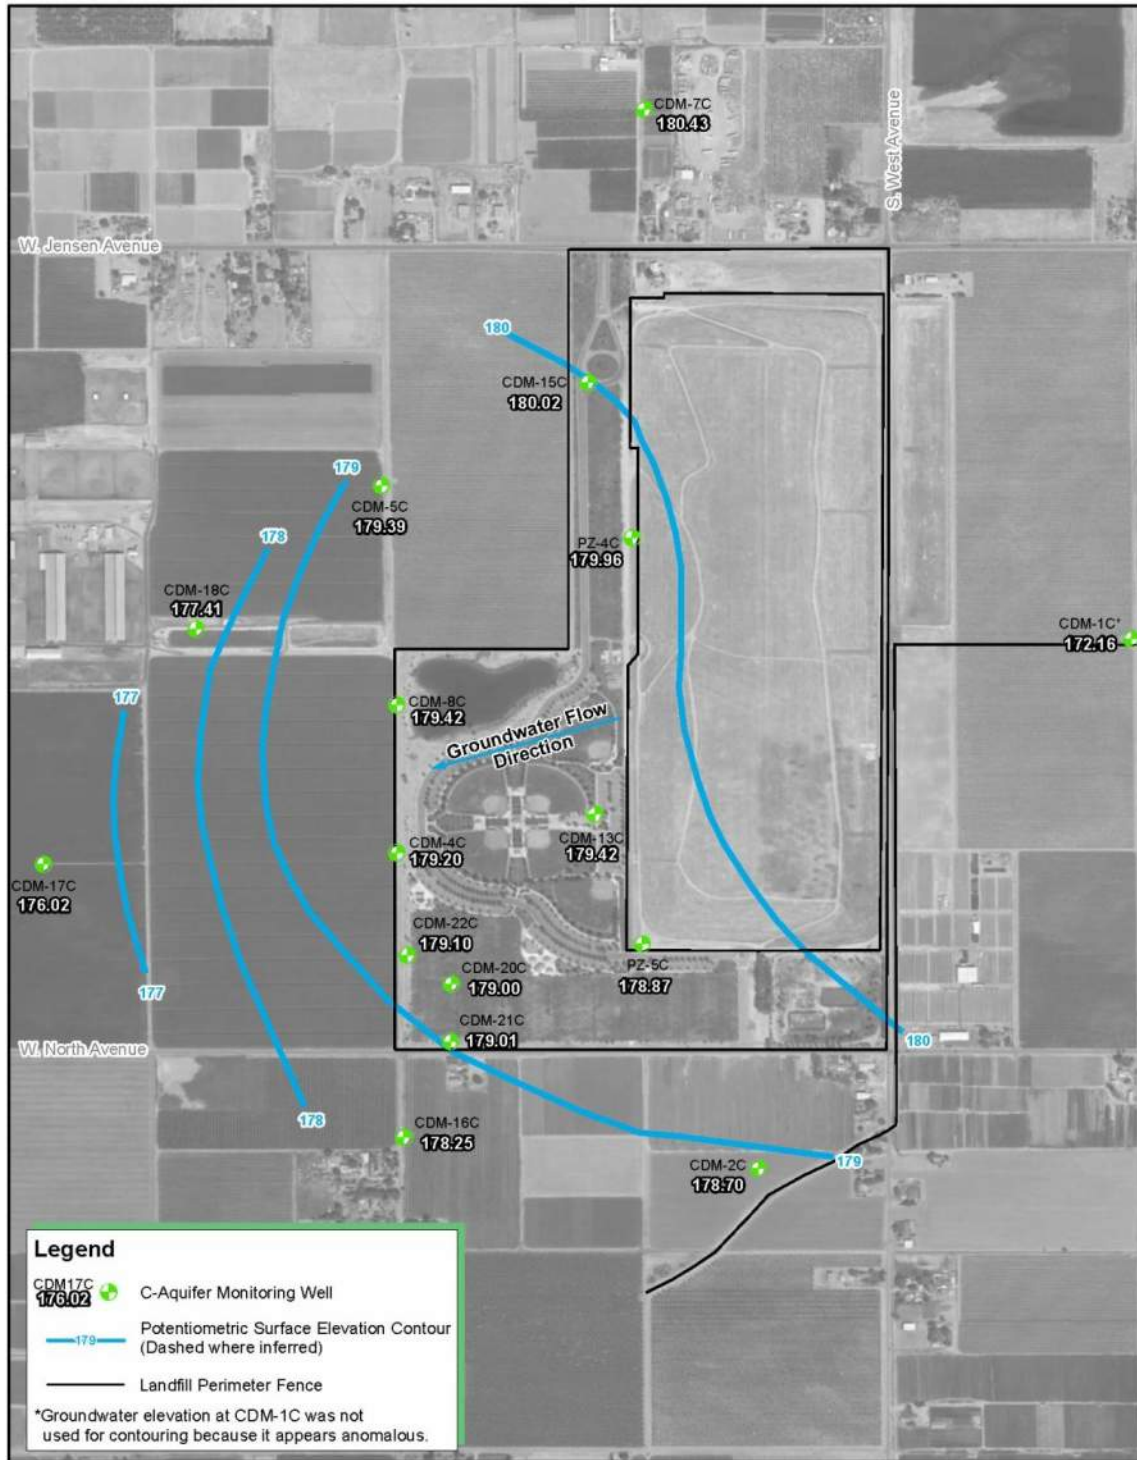 CDM-7C
180.43
S. West Avenue
W. Jensen Avenue
180
CDM-15C
180.02
179
CDM-5C
179.39
178
PZ-4C
179.96
CDM-18C
177.41
CDM-1C*
172.16
177
CDM-8C
179.42
Groundwater Flow
Direction
CDM-13C
179.42
CDM-4C
179.20
CDM-17C
176.02
CDM-22C
179.10
CDM-20C
179.00
PZ-5C
178.87
177
CDM-21C
179.01
180
W. North Avenue
178
CDM-16C
178.25
CDM-2C
178.70
179
Legend
CDM17C
176.02
C-Aquifer Monitoring Well
179
Potentiometric Surface Elevation Contour
(Dashed where inferred)
Landfill Perimeter Fence
*Groundwater elevation at CDM-1C was not
used for contouring because it appears anomalous.